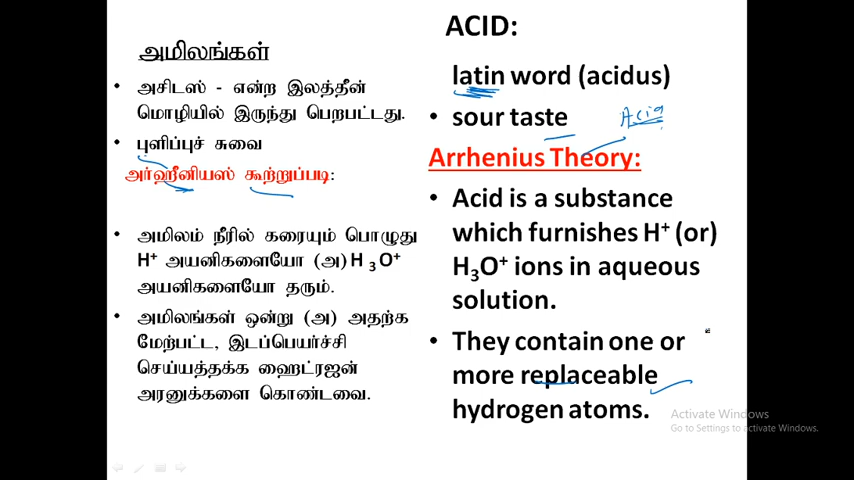 அமிலங்கள்
• அசிடஸ் - என்ற இலத்தீன்
மொழியில் இருந்து பெறபட்டது.
• புளிப்புச் சுவை
அர்ஹீனியஸ் கூற்றுப்படி:
• அமிலம் நீரில் கரையும் பொழுது
H⁺ அயனிகளையோ (அ) H ₃ O⁺
அயனிகளையோ தரும்.
• அமிலங்கள் ஒன்று (அ) அதற்க
மேற்பட்ட, இடப்பெயர்ச்சி
செய்யத்தக்க ஹைட்ரஜன்
அரனுக்களை கொண்டவை.
ACID:
latin word (acidus)
• sour taste
Acid
Arrhenius Theory:
• Acid is a substance
which furnishes H⁺ (or)
H₃O⁺ ions in aqueous
solution.
• They contain one or
more replaceable
hydrogen atoms.
Activate Windows
Go to Settings to activate Windows.